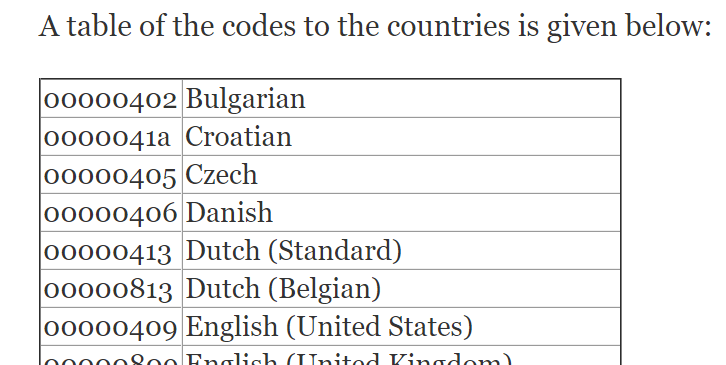 A table of the codes to the countries is given below:
00000402 Bulgarian
0000041a Croatian
00000405 Czech
00000406 Danish
00000413 Dutch (Standard)
00000813 Dutch (Belgian)
00000409 English (United States)
00000809 English (United Kingdom)